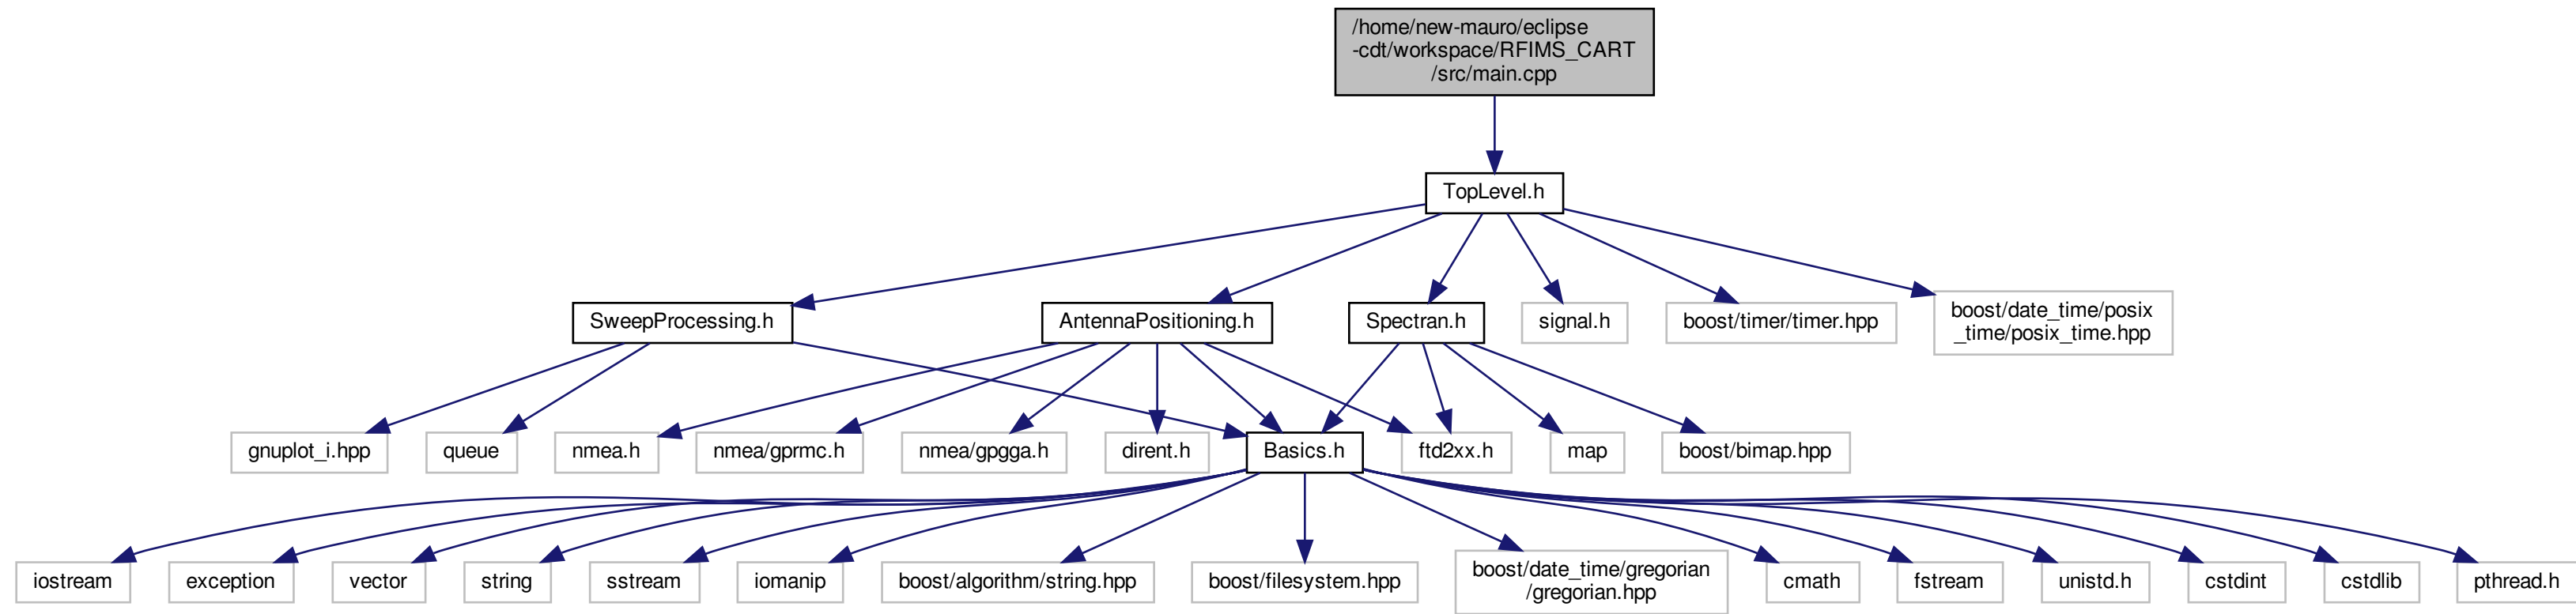 /home/new-mauro/eclipse
-cdt/workspace/RFIMS_CART
/src/main.cpp
TopLevel.h
SweepProcessing.h
AntennaPositioning.h
Spectran.h
signal.h
boost/timer/timer.hpp
boost/date_time/posix
_time/posix_time.hpp
gnuplot_i.hpp
queue
nmea.h
nmea/gprmc.h
nmea/gpgga.h
dirent.h
Basics.h
ftd2xx.h
map
boost/bimap.hpp
iostream
exception
vector
string
sstream
iomanip
boost/algorithm/string.hpp
boost/filesystem.hpp
boost/date_time/gregorian
/gregorian.hpp
cmath
fstream
unistd.h
cstdint
cstdlib
pthread.h